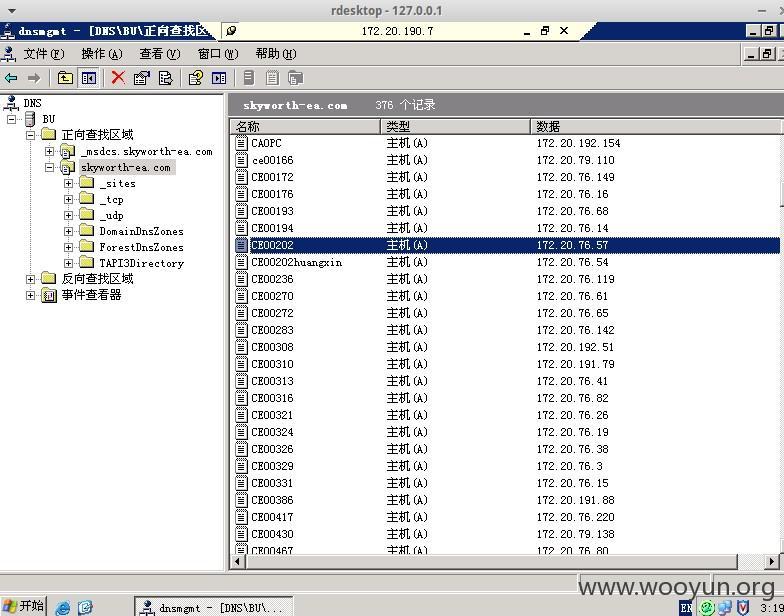 rdesktop - 127.0.0.1
dnsmgmt - [DNS\BU\正向查找区
172.20.190.7
文件(F) 操作(A) 查看(V) 窗口(W) 帮助(H)
DNS
BU
正向查找区域
_msdcs.skyworth-ea.com
skyworth-ea.com
_sites
_tcp
_udp
DomainDnsZones
ForestDnsZones
TAPI3Directory
反向查找区域
事件查看器
skyworth-ea.com 376 个记录
名称 类型 数据
CAOPC 主机(A) 172.20.192.154
ce00166 主机(A) 172.20.79.110
CE00172 主机(A) 172.20.76.149
CE00176 主机(A) 172.20.76.16
CE00193 主机(A) 172.20.76.68
CE00194 主机(A) 172.20.76.14
CE00202 主机(A) 172.20.76.57
CE00202huangxin 主机(A) 172.20.76.54
CE00236 主机(A) 172.20.76.119
CE00270 主机(A) 172.20.76.61
CE00272 主机(A) 172.20.76.65
CE00283 主机(A) 172.20.76.142
CE00308 主机(A) 172.20.192.51
CE00310 主机(A) 172.20.191.79
CE00313 主机(A) 172.20.76.41
CE00316 主机(A) 172.20.76.82
CE00321 主机(A) 172.20.76.26
CE00324 主机(A) 172.20.76.19
CE00326 主机(A) 172.20.76.38
CE00329 主机(A) 172.20.76.3
CE00331 主机(A) 172.20.76.15
CE00386 主机(A) 172.20.191.88
CE00417 主机(A) 172.20.76.220
CE00430 主机(A) 172.20.79.138
CE00467 主机(A) 172.20.76.80
www.wooyun.org
开始 dnsmgmt - [DNS\BU\... EN 3:19